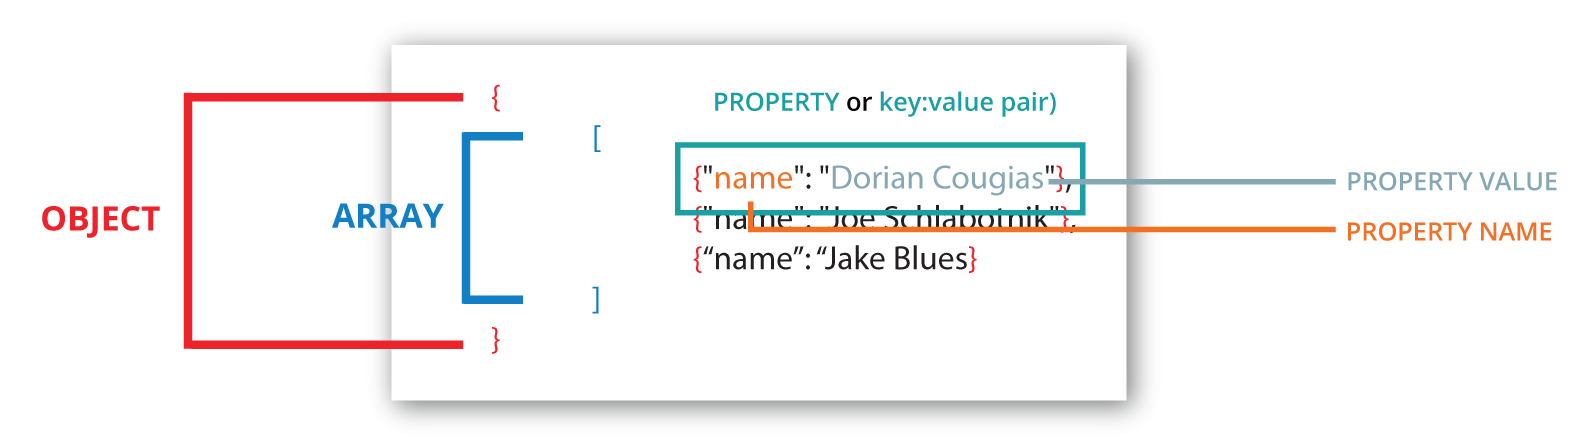 {
PROPERTY or key:value pair)
[
{"name": "Dorian Cougias"},
PROPERTY VALUE
OBJECT
ARRAY
{"name": "Joe Schlabotnik"},
PROPERTY NAME
{“name”: “Jake Blues}
]
}